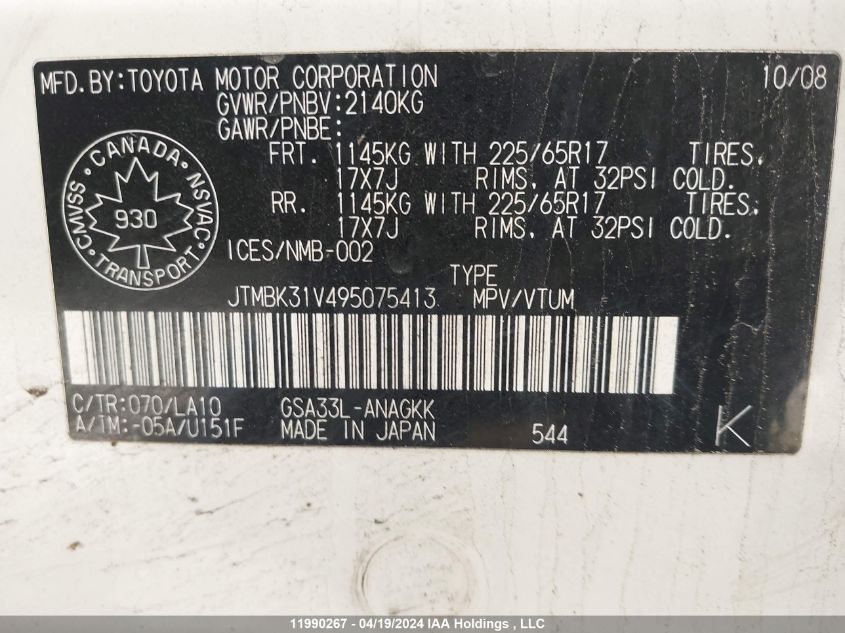 MFD.BY:TOYOTA MOTOR CORPORATION 10/08
GVWR/PNBV:2140KG
GAWR/PNBE:
FRT. 1145KG WITH 225/65R17 TIRES,
17X7J RIMS, AT 32PSI COLD.
RR. 1145KG WITH 225/65R17 TIRES,
17X7J RIMS, AT 32PSI COLD.
CANADA
CMVSS
NSVAC
930
TRANSPORT
ICES/NMB-002
TYPE
JTMBK31V495075413 MPV/VTUM
C/TR:070/LA10 GSA33L-ANAGKK
A/TM:-05A/U151F MADE IN JAPAN 544 K
11990267 - 04/19/2024 IAA Holdings , LLC